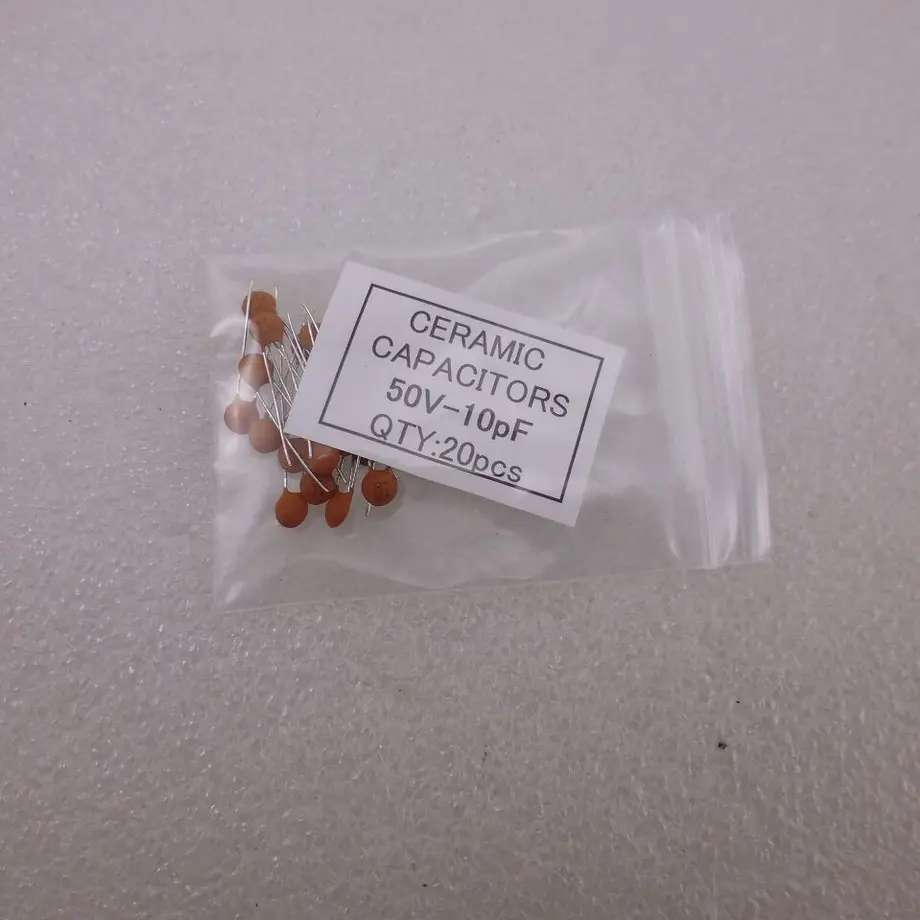 CERAMIC
CAPACITORS
50V-10pF
QTY:20pcs